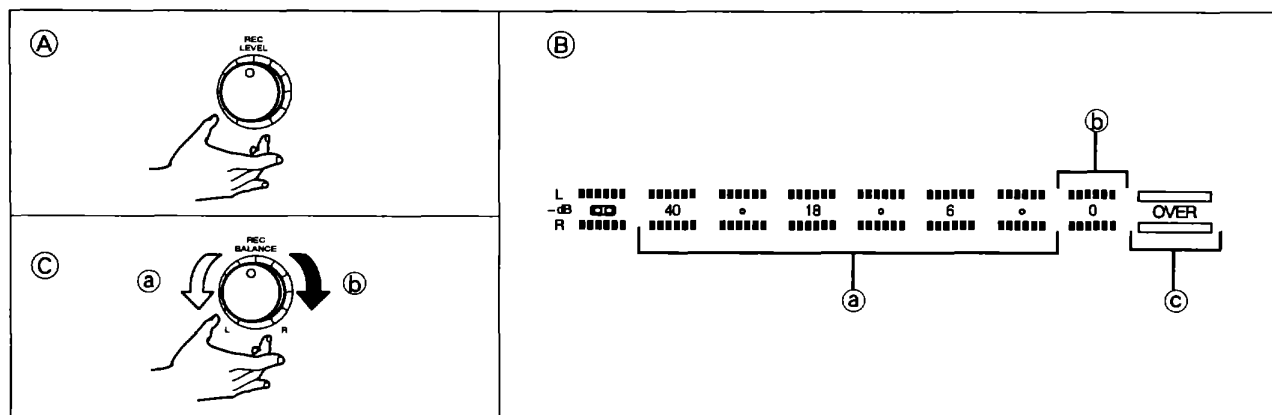 Ⓐ
REC
LEVEL
Ⓒ
REC
BALANCE
ⓐ
ⓑ
L R
Ⓑ
ⓑ
L
-dB ∞ 40 18 6 0 OVER
R
ⓐ
ⓒ